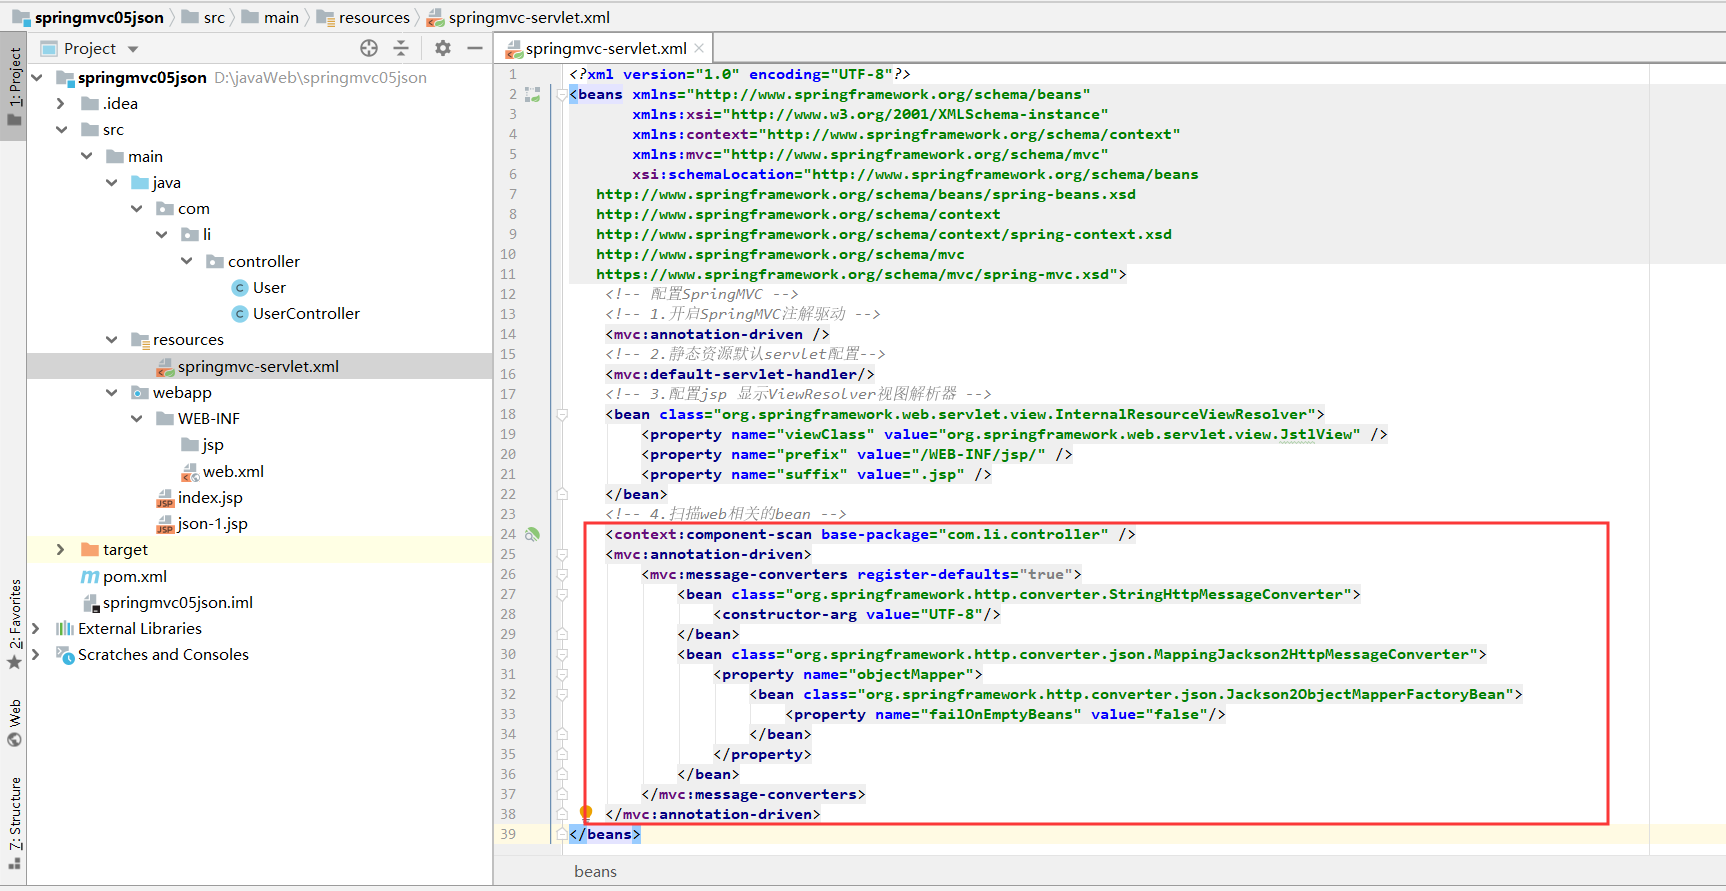 springmvc05json src main resources springmvc-servlet.xml
Project
springmvc-servlet.xml
1: Project
2: Favorites
Web
7: Structure
springmvc05json D:\javaWeb\springmvc05json
.idea
src
main
java
com
li
controller
User
UserController
resources
springmvc-servlet.xml
webapp
WEB-INF
jsp
web.xml
index.jsp
json-1.jsp
target
pom.xml
springmvc05json.iml
External Libraries
Scratches and Consoles
1 <?xml version="1.0" encoding="UTF-8"?>
2 <beans xmlns="http://www.springframework.org/schema/beans"
3 xmlns:xsi="http://www.w3.org/2001/XMLSchema-instance"
4 xmlns:context="http://www.springframework.org/schema/context"
5 xmlns:mvc="http://www.springframework.org/schema/mvc"
6 xsi:schemaLocation="http://www.springframework.org/schema/beans
7 http://www.springframework.org/schema/beans/spring-beans.xsd
8 http://www.springframework.org/schema/context
9 http://www.springframework.org/schema/context/spring-context.xsd
10 http://www.springframework.org/schema/mvc
11 https://www.springframework.org/schema/mvc/spring-mvc.xsd">
12 <!-- 配置SpringMVC -->
13 <!-- 1.开启SpringMVC注解驱动 -->
14 <mvc:annotation-driven />
15 <!-- 2.静态资源默认servlet配置-->
16 <mvc:default-servlet-handler/>
17 <!-- 3.配置jsp 显示ViewResolver视图解析器 -->
18 <bean class="org.springframework.web.servlet.view.InternalResourceViewResolver">
19 <property name="viewClass" value="org.springframework.web.servlet.view.JstlView" />
20 <property name="prefix" value="/WEB-INF/jsp/" />
21 <property name="suffix" value=".jsp" />
22 </bean>
23 <!-- 4.扫描web相关的bean -->
24 <context:component-scan base-package="com.li.controller" />
25 <mvc:annotation-driven>
26 <mvc:message-converters register-defaults="true">
27 <bean class="org.springframework.http.converter.StringHttpMessageConverter">
28 <constructor-arg value="UTF-8"/>
29 </bean>
30 <bean class="org.springframework.http.converter.json.MappingJackson2HttpMessageConverter">
31 <property name="objectMapper">
32 <bean class="org.springframework.http.converter.json.Jackson2ObjectMapperFactoryBean">
33 <property name="failOnEmptyBeans" value="false"/>
34 </bean>
35 </property>
36 </bean>
37 </mvc:message-converters>
38 </mvc:annotation-driven>
39 </beans>
beans